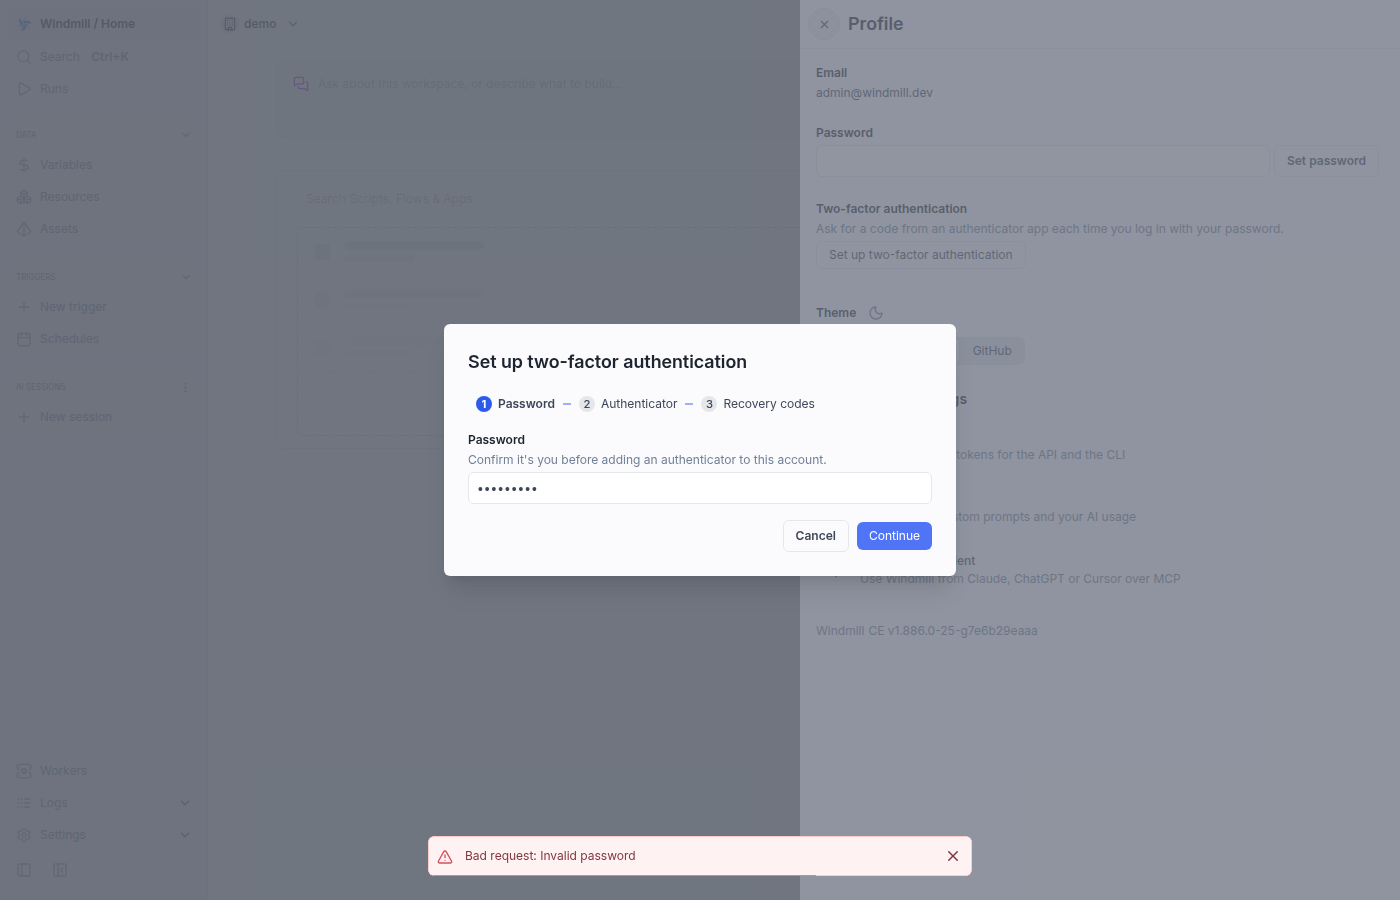 Windmill / Home
Search Ctrl+K
Runs
DATA
Variables
Resources
Assets
TRIGGERS
New trigger
Schedules
AI SESSIONS
New session
Workers
Logs
Settings
demo
Ask about this workspace, or describe what to build...
Search Scripts, Flows & Apps
Profile
Email
admin@windmill.dev
Password
Set password
Two-factor authentication
Ask for a code from an authenticator app each time you log in with your password.
Set up two-factor authentication
Theme
GitHub
gs
tokens for the API and the CLI
tom prompts and your AI usage
ent
Use Windmill from Claude, ChatGPT or Cursor over MCP
Windmill CE v1.886.0-25-g7e6b29eaaa
Set up two-factor authentication
1 Password – 2 Authenticator – 3 Recovery codes
Password
Confirm it's you before adding an authenticator to this account.
•••••••••
Cancel
Continue
Bad request: Invalid password